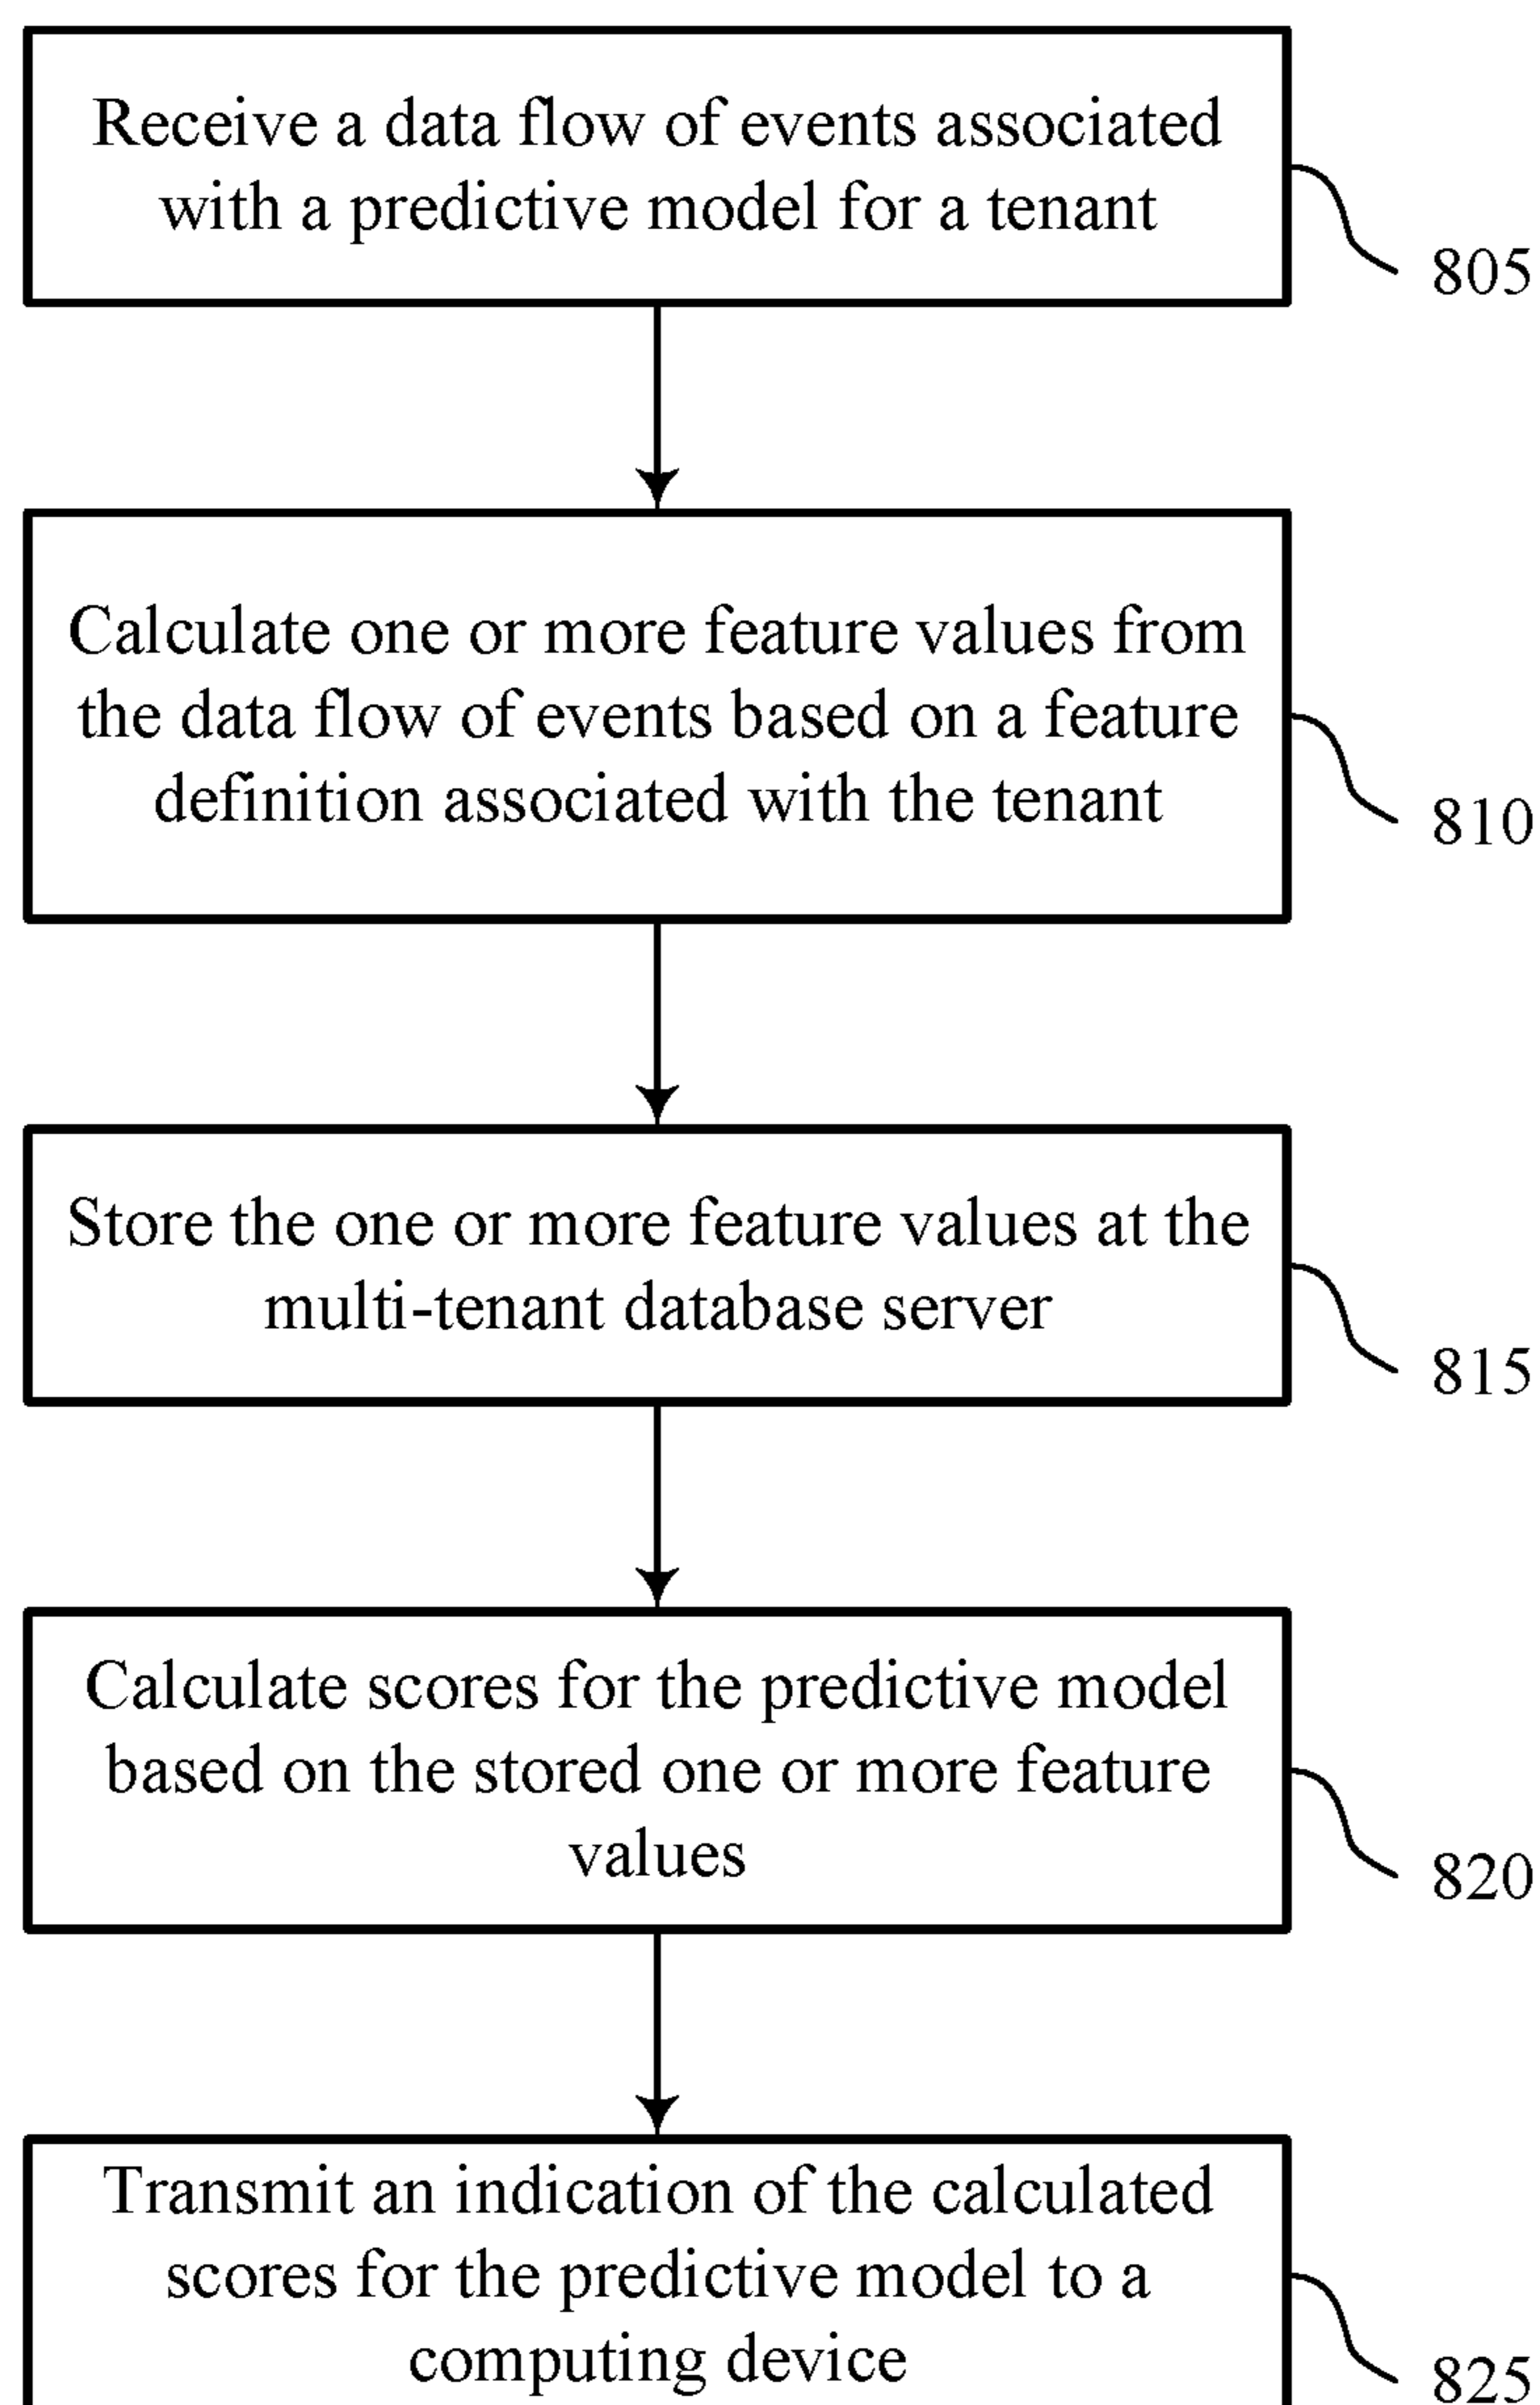 Receive a data flow of events associated
with a predictive model for a tenant
805
Calculate one or more feature values from
the data flow of events based on a feature
definition associated with the tenant
810
Store the one or more feature values at the
multi-tenant database server
815
Calculate scores for the predictive model
based on the stored one or more feature
values
820
Transmit an indication of the calculated
scores for the predictive model to a
computing device
825